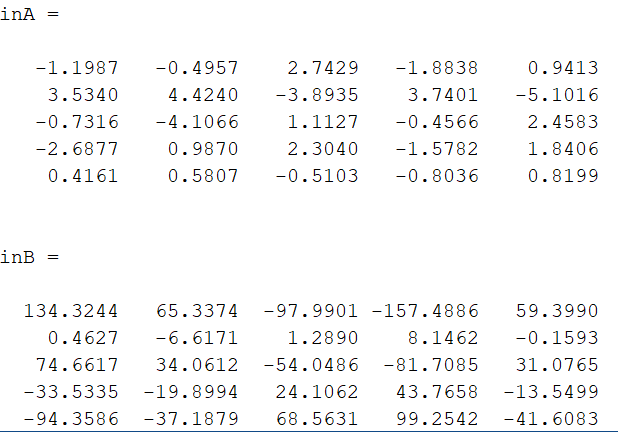 inA =
-1.1987 -0.4957 2.7429 -1.8838 0.9413
3.5340 4.4240 -3.8935 3.7401 -5.1016
-0.7316 -4.1066 1.1127 -0.4566 2.4583
-2.6877 0.9870 2.3040 -1.5782 1.8406
0.4161 0.5807 -0.5103 -0.8036 0.8199
inB =
134.3244 65.3374 -97.9901 -157.4886 59.3990
0.4627 -6.6171 1.2890 8.1462 -0.1593
74.6617 34.0612 -54.0486 -81.7085 31.0765
-33.5335 -19.8994 24.1062 43.7658 -13.5499
-94.3586 -37.1879 68.5631 99.2542 -41.6083